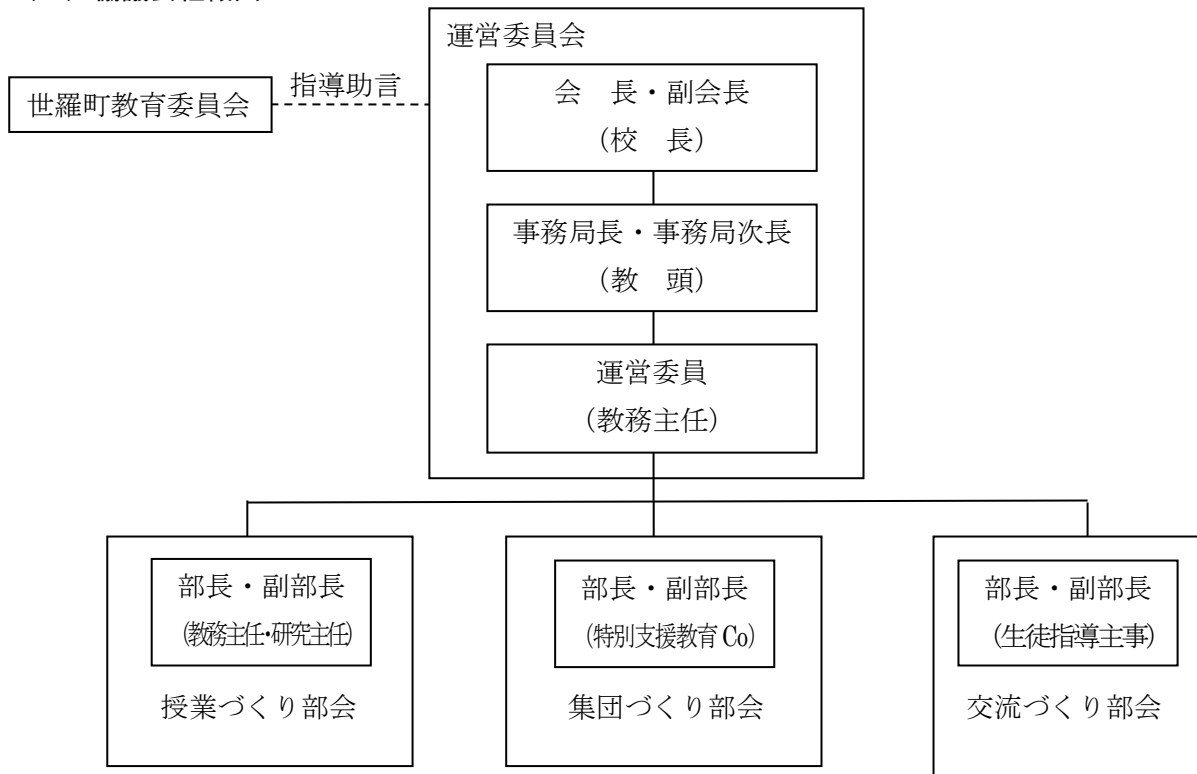 運営委員会
世羅町教育委員会
指導助言
会　長・副会長
（校　長）
事務局長・事務局次長
（教　頭）
運営委員
（教務主任）
部長・副部長
（教務主任・研究主任）
授業づくり部会
部長・副部長
（特別支援教育 Co）
集団づくり部会
部長・副部長
（生徒指導主事）
交流づくり部会